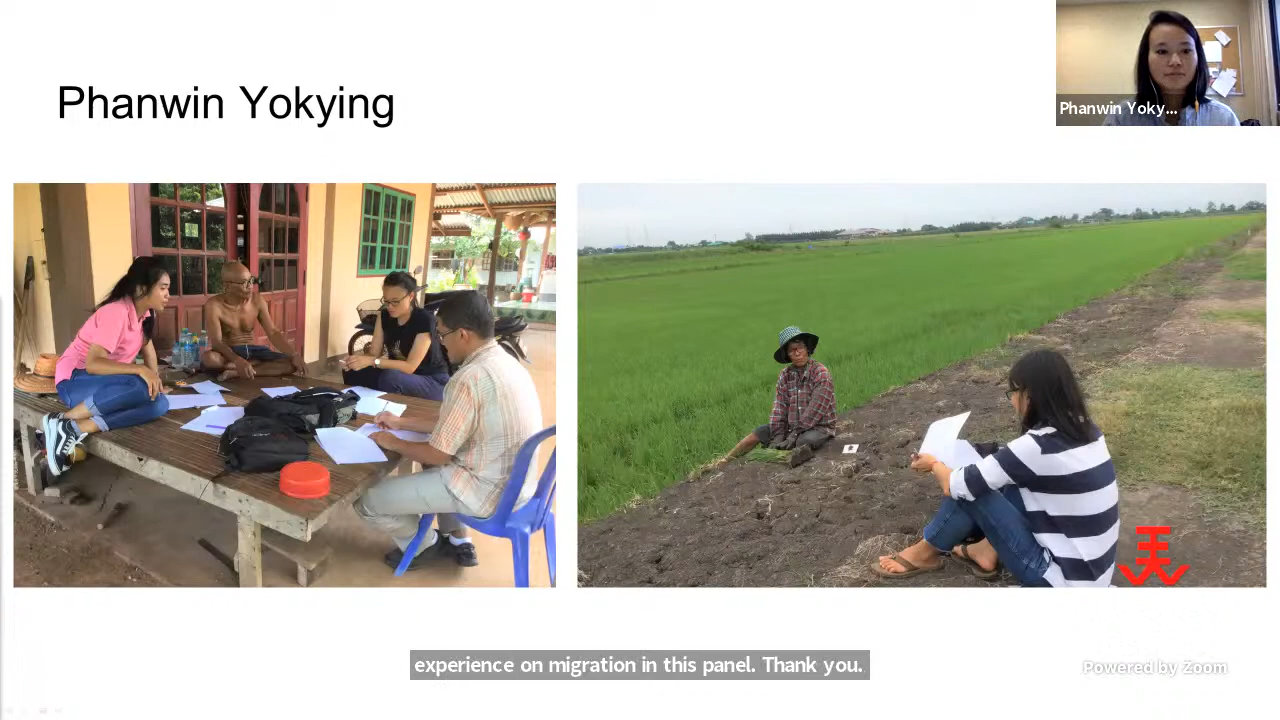 Phanwin Yokying
Phanwin Yoky...
experience on migration in this panel. Thank you.
Powered by Zoom